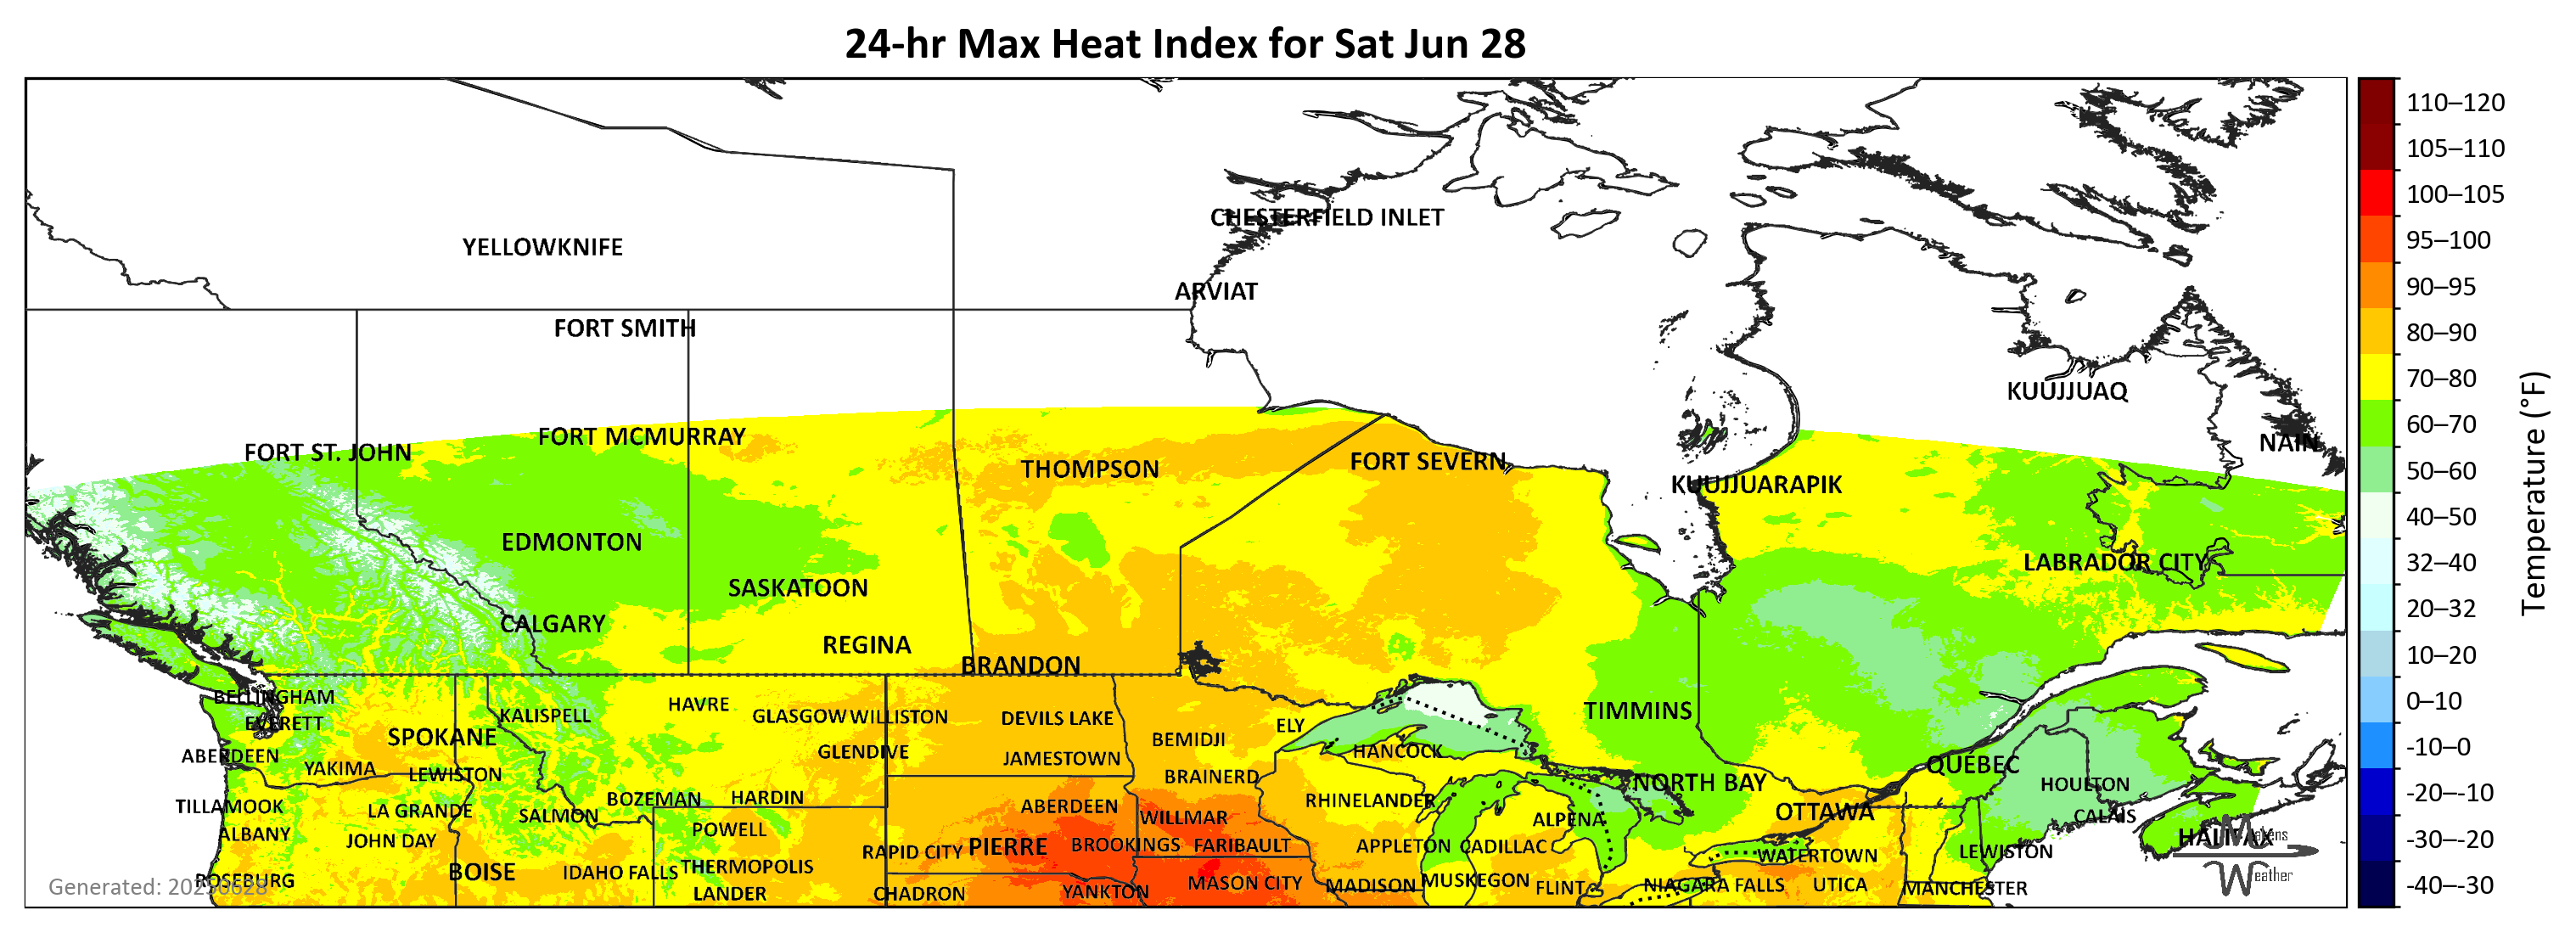 24-hr Max Heat Index for Sat Jun 28
CHESTERFIELD INLET
YELLOWKNIFE
ARVIAT
FORT SMITH
KUUJJUAQ
FORT MCMURRAY
NAIN
FORT ST. JOHN
FORT SEVERN
THOMPSON
KUUJJUARAPIK
EDMONTON
LABRADOR CITY
SASKATOON
CALGARY
REGINA
BRANDON
BELLINGHAM
HAVRE
KALISPELL
GLASGOW
WILLISTON
DEVILS LAKE
TIMMINS
EVERETT
ELY
SPOKANE
BEMIDJI
ABERDEEN
GLENDIVE
HANCOCK
JAMESTOWN
YAKIMA
LEWISTON
BRAINERD
QUÉBEC
NORTH BAY
HOULTON
BOZEMAN
HARDIN
RHINELANDER
TILLAMOOK
LA GRANDE
ABERDEEN
OTTAWA
SALMON
WILLMAR
ALPENA
CALAIS
ALBANY
JOHN DAY
POWELL
HALIFAX
RAPID CITY
PIERRE
BROOKINGS
FARIBAULT
APPLETON
CADILLAC
WATERTOWN
LEWISTON
BOISE
IDAHO FALLS
THERMOPOLIS
ROSEBURG
LANDER
CHADRON
YANKTON
MASON CITY
MADISON
MUSKEGON
FLINT
NIAGARA FALLS
UTICA
MANCHESTER
Generated: 20250628
Makens
Weather
110–120
105–110
100–105
95–100
90–95
80–90
70–80
60–70
50–60
40–50
32–40
20–32
10–20
0–10
-10–0
-20–-10
-30–-20
-40–-30
Temperature (°F)